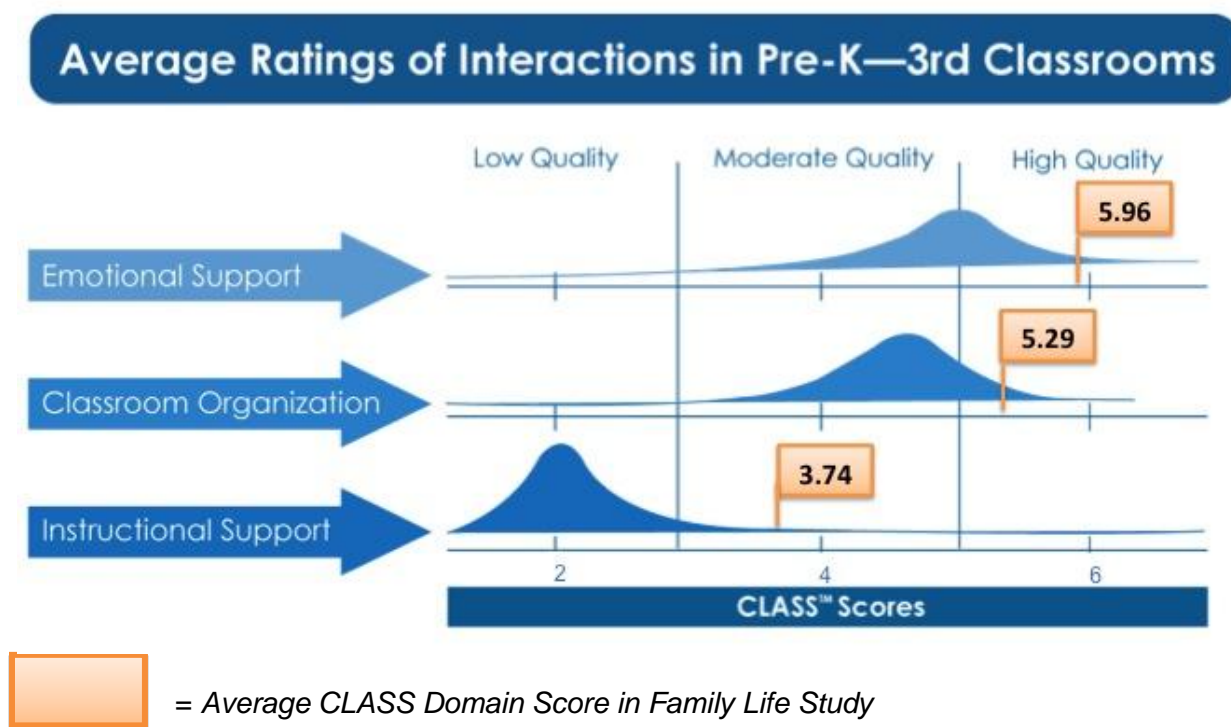 Average Ratings of Interactions in Pre-K—3rd Classrooms
Low Quality Moderate Quality High Quality
5.96
Emotional Support
5.29
Classroom Organization
3.74
Instructional Support
2 4 6
CLASS™ Scores
= Average CLASS Domain Score in Family Life Study